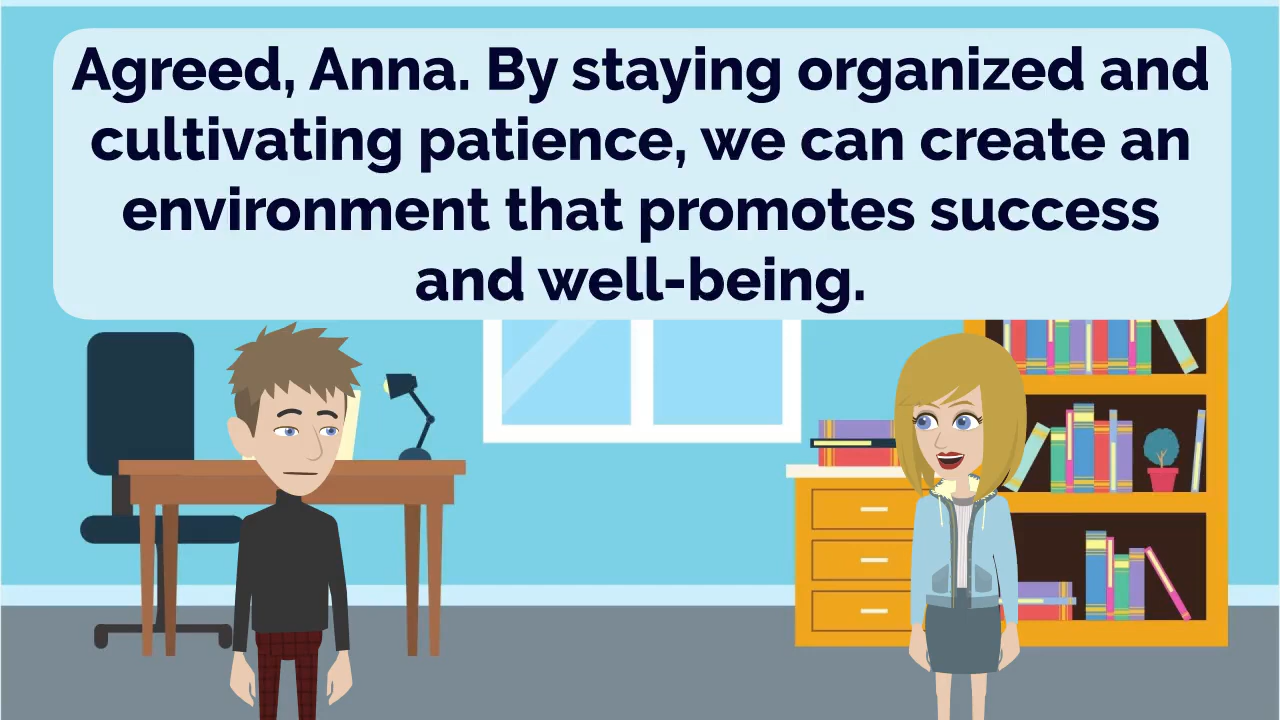 Agreed, Anna. By staying organized and
cultivating patience, we can create an
environment that promotes success
and well-being.